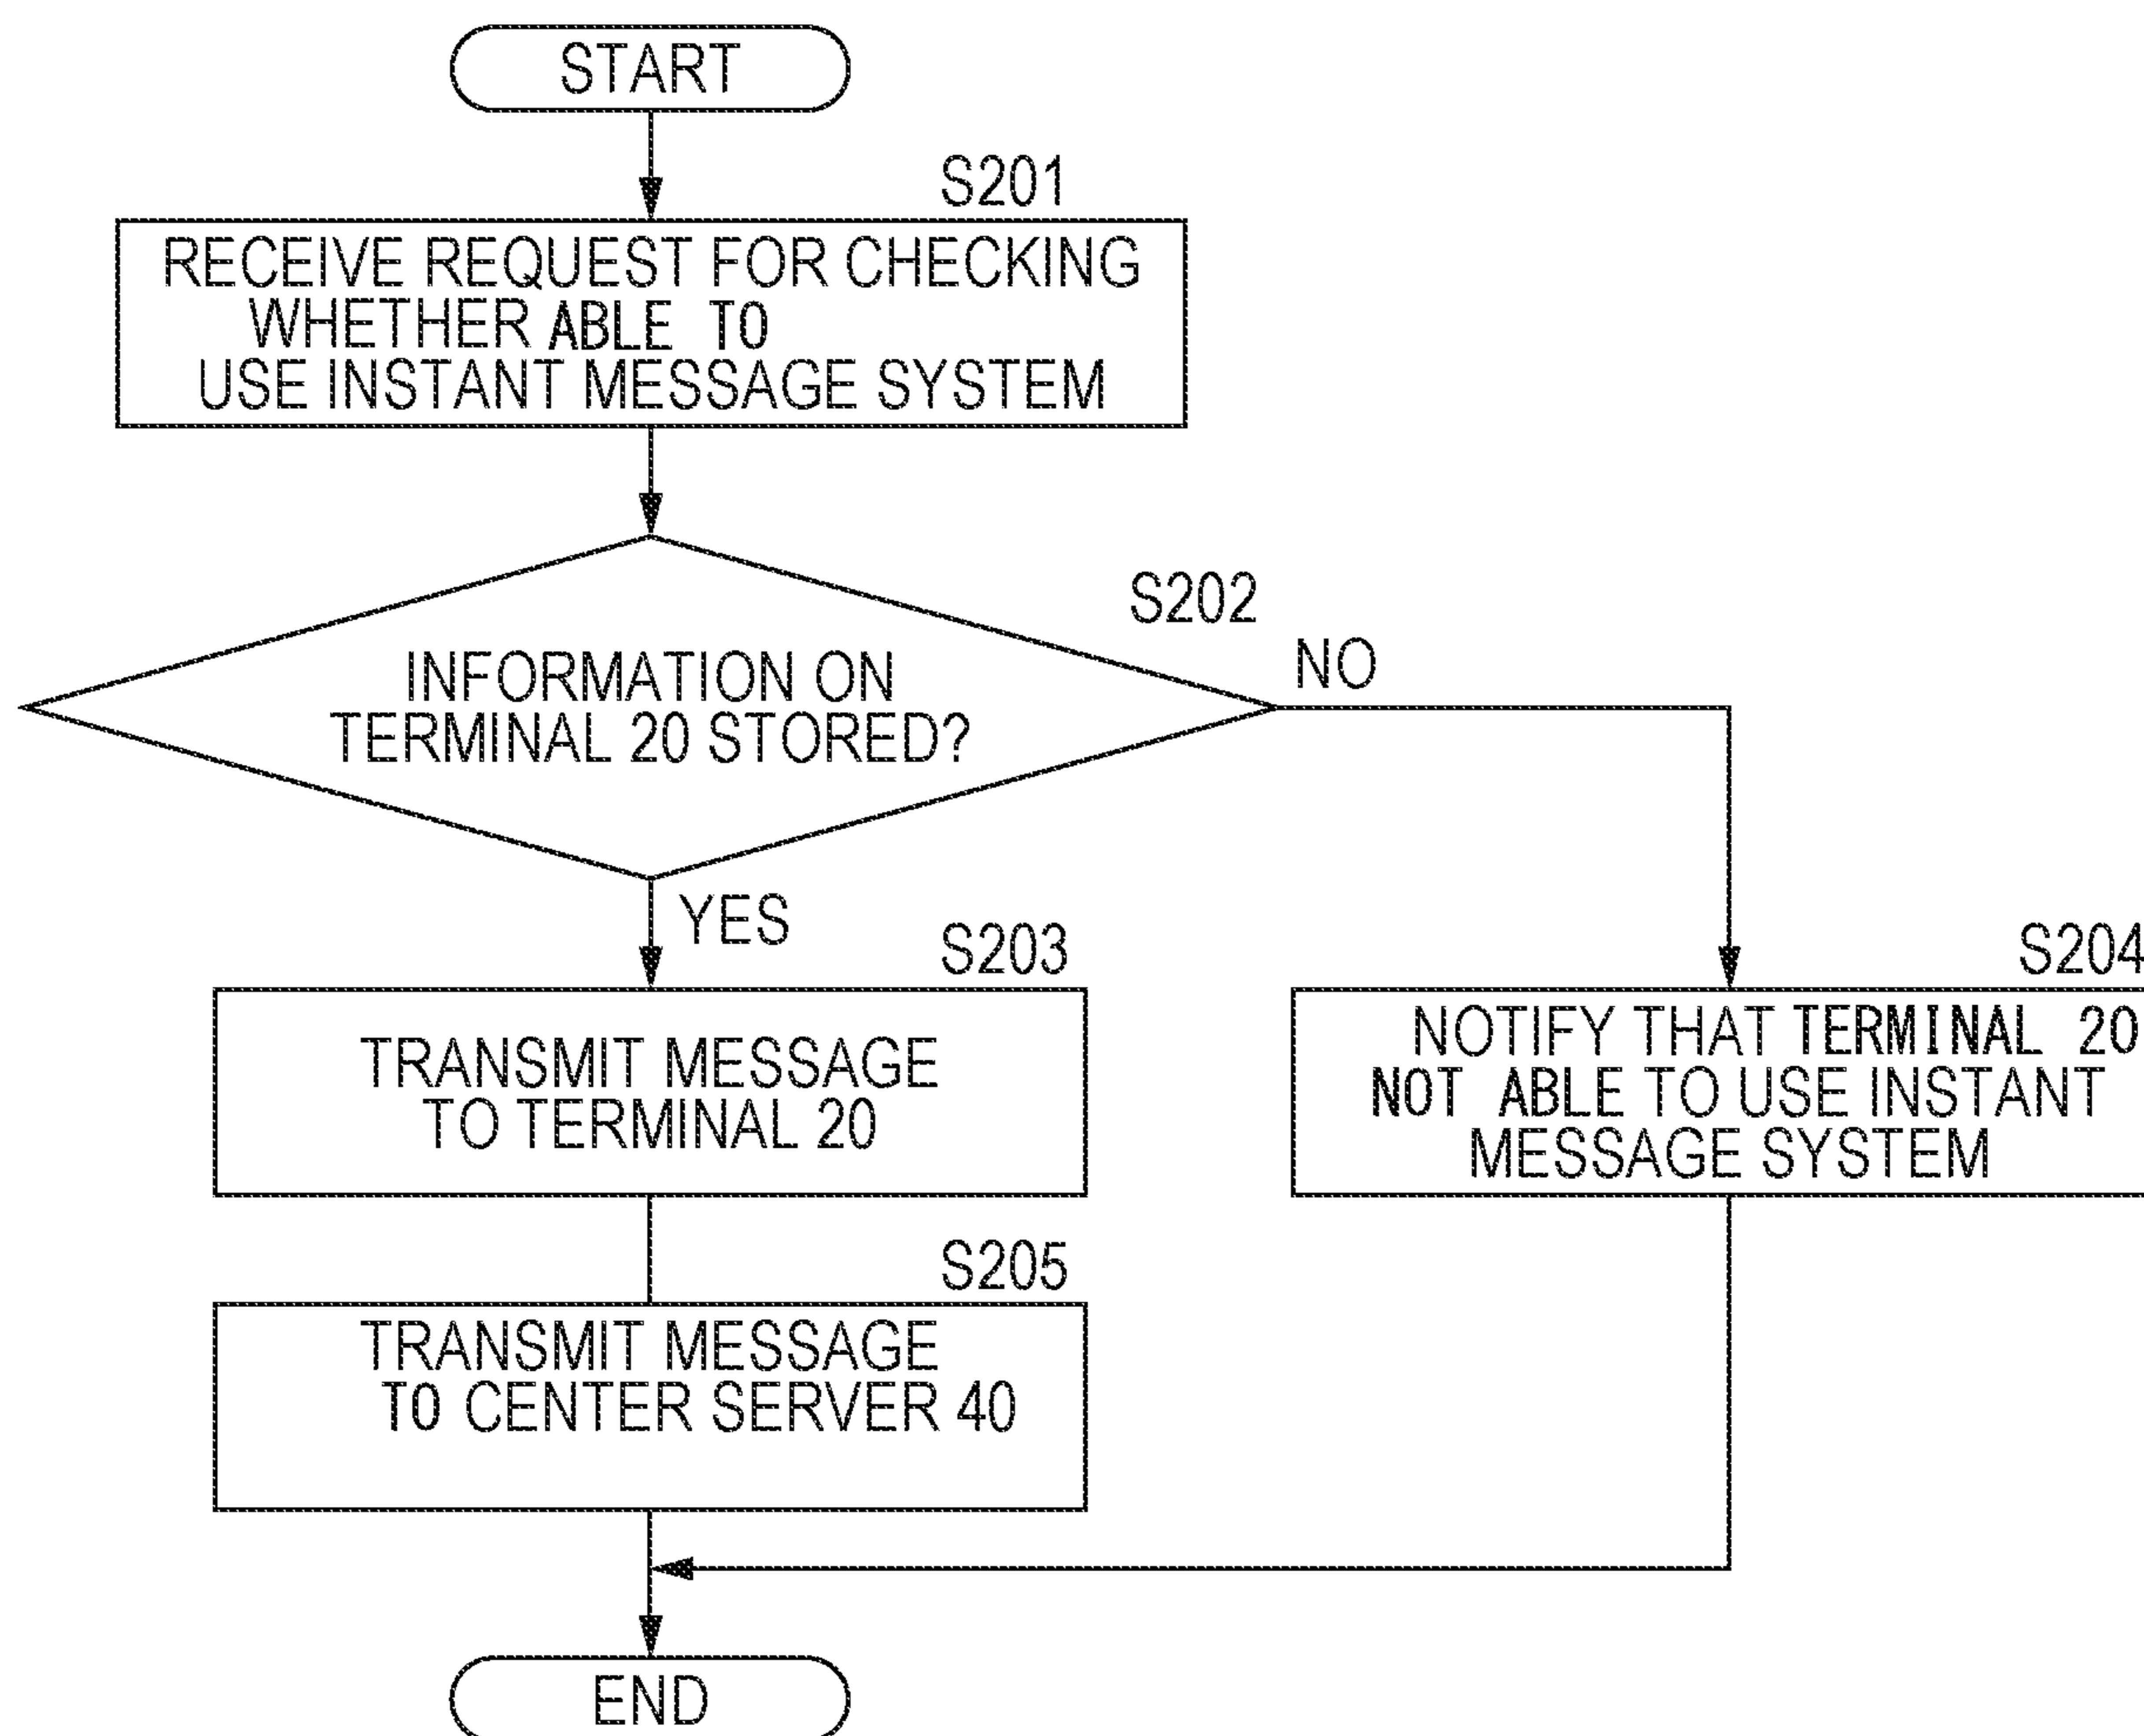 START
S201
RECEIVE REQUEST FOR CHECKING
WHETHER ABLE TO
USE INSTANT MESSAGE SYSTEM
S202
INFORMATION ON
TERMINAL 20 STORED?
NO
YES
S203
TRANSMIT MESSAGE
TO TERMINAL 20
S204
NOTIFY THAT TERMINAL 20
NOT ABLE TO USE INSTANT
MESSAGE SYSTEM
S205
TRANSMIT MESSAGE
TO CENTER SERVER 40
END